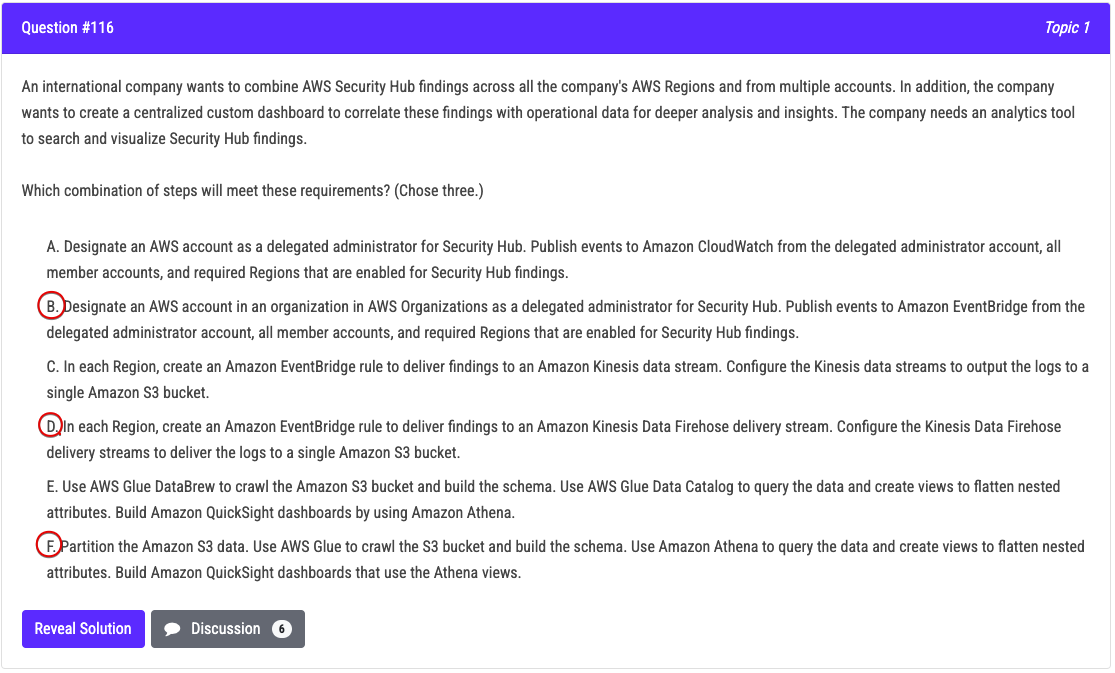 Question #116
Topic 1
An international company wants to combine AWS Security Hub findings across all the company's AWS Regions and from multiple accounts. In addition, the company
wants to create a centralized custom dashboard to correlate these findings with operational data for deeper analysis and insights. The company needs an analytics tool
to search and visualize Security Hub findings.
Which combination of steps will meet these requirements? (Chose three.)
A. Designate an AWS account as a delegated administrator for Security Hub. Publish events to Amazon CloudWatch from the delegated administrator account, all
member accounts, and required Regions that are enabled for Security Hub findings.
B. Designate an AWS account in an organization in AWS Organizations as a delegated administrator for Security Hub. Publish events to Amazon EventBridge from the
delegated administrator account, all member accounts, and required Regions that are enabled for Security Hub findings.
C. In each Region, create an Amazon EventBridge rule to deliver findings to an Amazon Kinesis data stream. Configure the Kinesis data streams to output the logs to a
single Amazon S3 bucket.
D. In each Region, create an Amazon EventBridge rule to deliver findings to an Amazon Kinesis Data Firehose delivery stream. Configure the Kinesis Data Firehose
delivery streams to deliver the logs to a single Amazon S3 bucket.
E. Use AWS Glue DataBrew to crawl the Amazon S3 bucket and build the schema. Use AWS Glue Data Catalog to query the data and create views to flatten nested
attributes. Build Amazon QuickSight dashboards by using Amazon Athena.
F. Partition the Amazon S3 data. Use AWS Glue to crawl the S3 bucket and build the schema. Use Amazon Athena to query the data and create views to flatten nested
attributes. Build Amazon QuickSight dashboards that use the Athena views.
Reveal Solution
Discussion 6